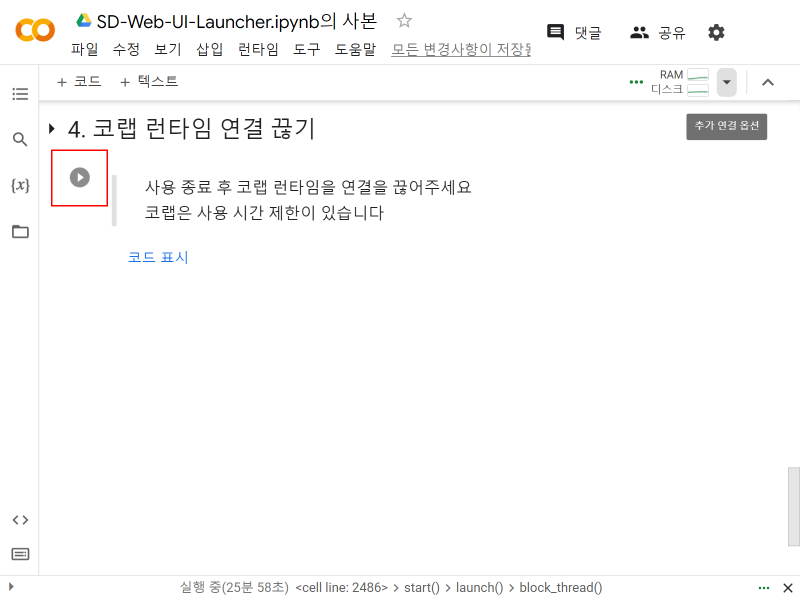 SD-Web-UI-Launcher.ipynb의 사본
댓글
공유
파일 수정 보기 삽입 런타임 도구 도움말 모든 변경사항이 저장됨
+ 코드 + 텍스트
RAM
디스크
추가 연결 옵션
4. 코랩 런타임 연결 끊기
{x}
사용 종료 후 코랩 런타임을 연결을 끊어주세요
코랩은 사용 시간 제한이 있습니다
코드 표시
실행 중(25분 58초) <cell line: 2486> > start() > launch() > block_thread()